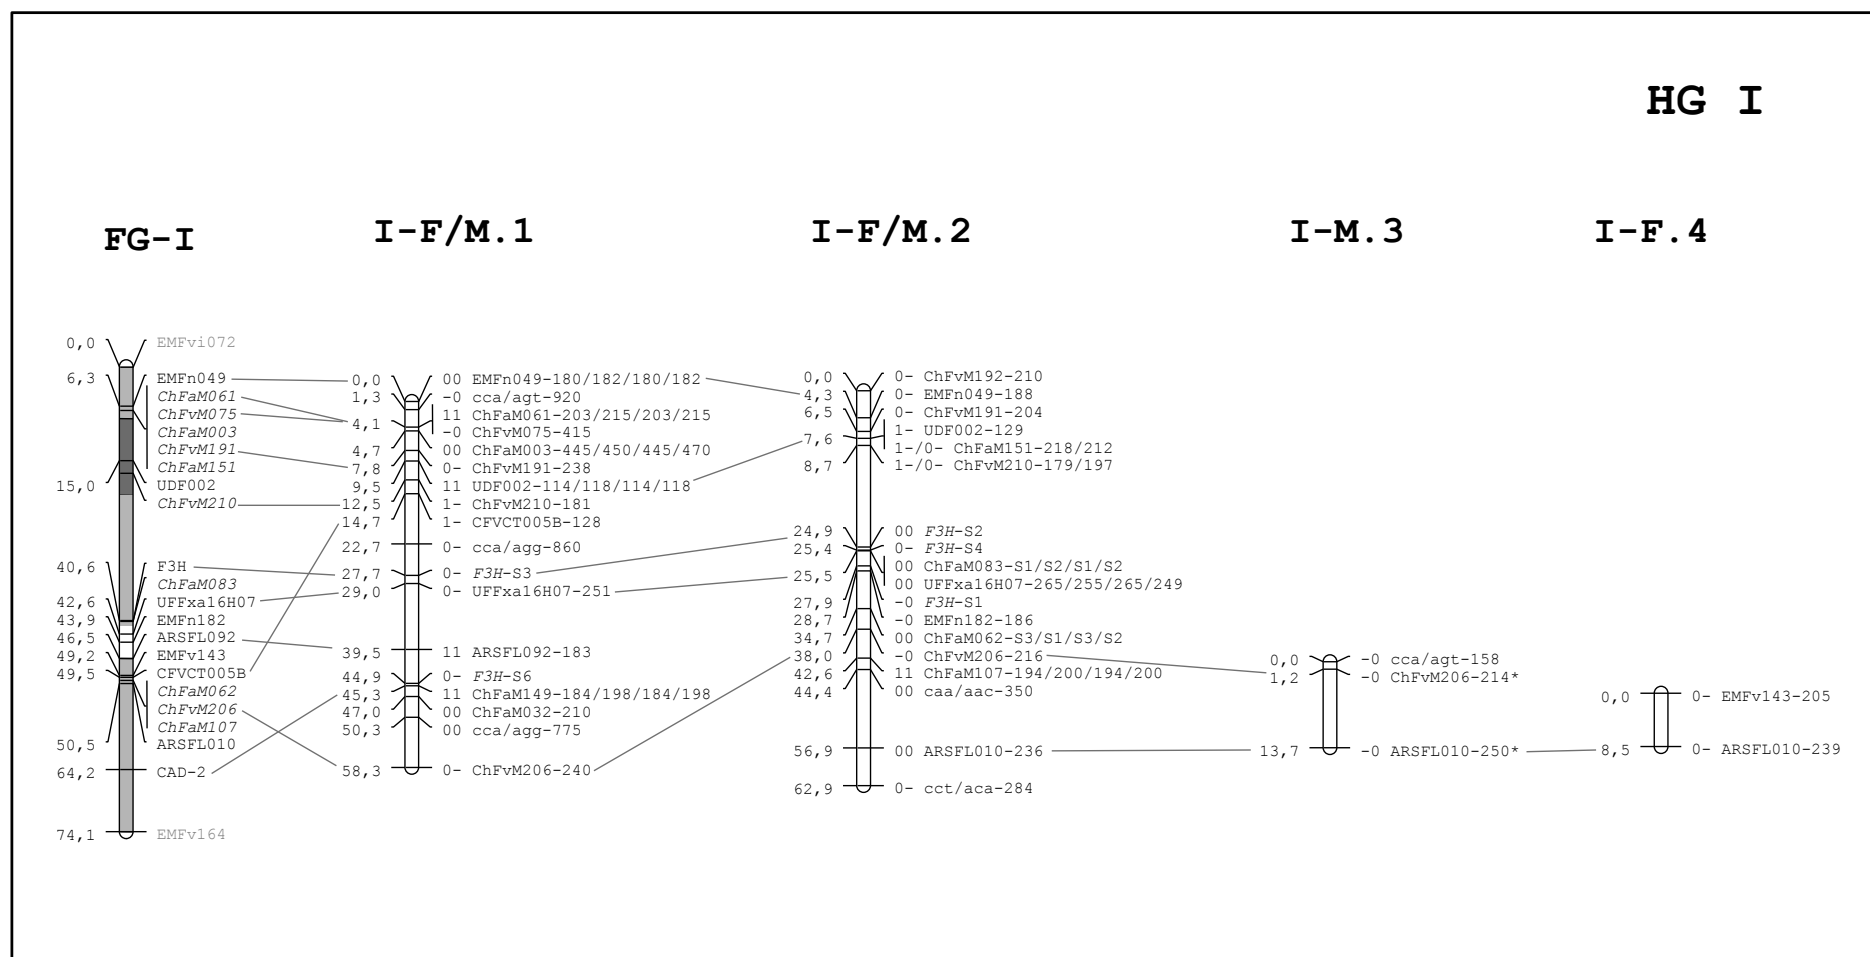 HG I
FG-I
I-F/M.1
I-F/M.2
I-M.3
I-F.4
0,0 EMFvi072
6,3 EMFn049
ChFaM061
ChFvM075
ChFaM003
ChFvM191
ChFaM151
15,0 UDF002
ChFvM210
40,6 F3H
ChFaM083
42,6 UFFxa16H07
43,9 EMFn182
46,5 ARSFL092
49,2 EMFv143
49,5 CFVCT005B
ChFaM062
ChFvM206
ChFaM107
50,5 ARSFL010
64,2 CAD-2
74,1 EMFv164
0,0 00 EMFn049-180/182/180/182
1,3 -0 cca/agt-920
4,1 11 ChFaM061-203/215/203/215
-0 ChFvM075-415
4,7 00 ChFaM003-445/450/445/470
7,8 0- ChFvM191-238
9,5 11 UDF002-114/118/114/118
12,5 1- ChFvM210-181
14,7 1- CFVCT005B-128
22,7 0- cca/agg-860
27,7 0- F3H-S3
29,0 0- UFFxa16H07-251
39,5 11 ARSFL092-183
44,9 0- F3H-S6
45,3 11 ChFaM149-184/198/184/198
47,0 00 ChFaM032-210
50,3 00 cca/agg-775
58,3 0- ChFvM206-240
0,0 0- ChFvM192-210
4,3 0- EMFn049-188
6,5 0- ChFvM191-204
7,6 1- UDF002-129
1-/0- ChFaM151-218/212
8,7 1-/0- ChFvM210-179/197
24,9 00 F3H-S2
25,4 0- F3H-S4
25,5 00 ChFaM083-S1/S2/S1/S2
00 UFFxa16H07-265/255/265/249
27,9 -0 F3H-S1
28,7 -0 EMFn182-186
34,7 00 ChFaM062-S3/S1/S3/S2
38,0 -0 ChFvM206-216
42,6 11 ChFaM107-194/200/194/200
44,4 00 caa/aac-350
56,9 00 ARSFL010-236
62,9 0- cct/aca-284
0,0 -0 cca/agt-158
1,2 -0 ChFvM206-214*
13,7 -0 ARSFL010-250*
0,0 0- EMFv143-205
8,5 0- ARSFL010-239